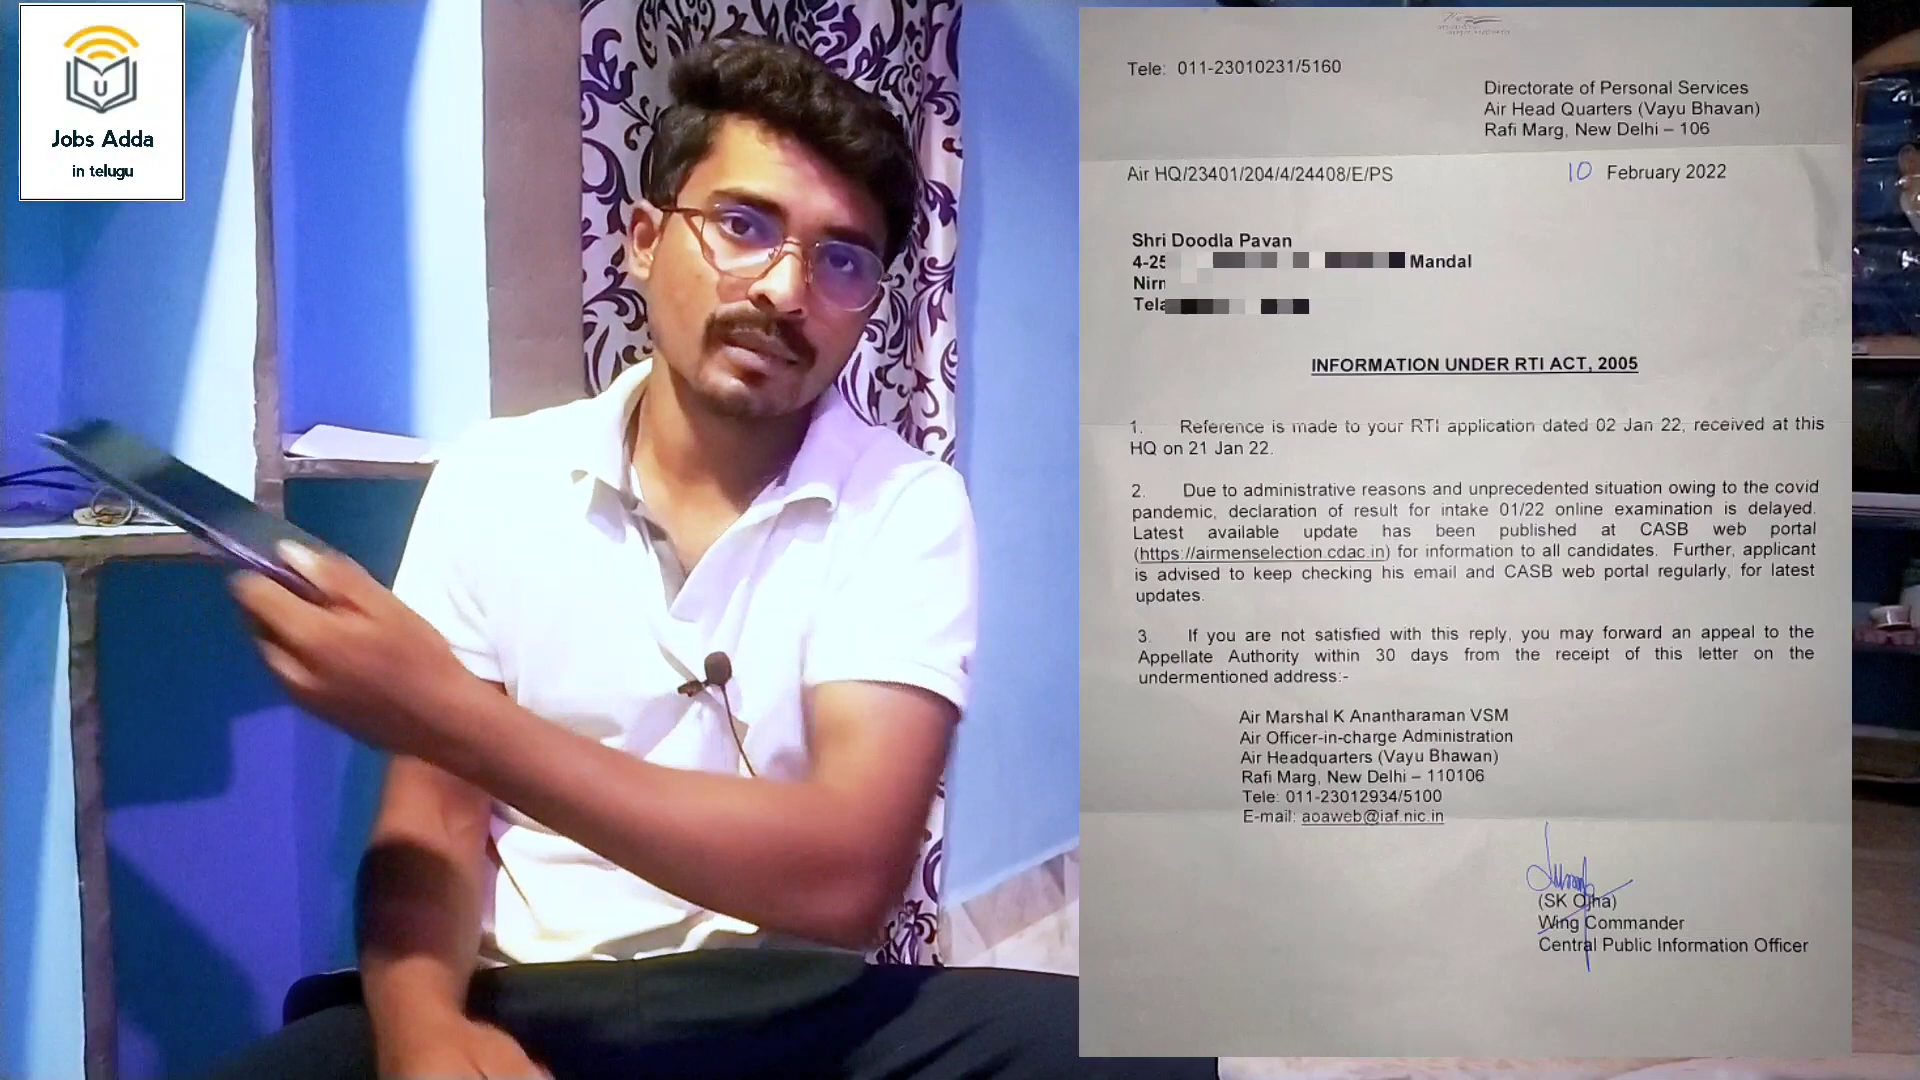 U
Jobs Adda
in telugu
Tele: 011-23010231/5160
Directorate of Personal Services
Air Head Quarters (Vayu Bhavan)
Rafi Marg, New Delhi – 106
Air HQ/23401/204/4/24408/E/PS
10 February 2022
Shri Doodla Pavan
4-25 Mandal
Nirn
Tela
INFORMATION UNDER RTI ACT, 2005
1. Reference is made to your RTI application dated 02 Jan 22, received at this
HQ on 21 Jan 22.
2. Due to administrative reasons and unprecedented situation owing to the covid
pandemic, declaration of result for intake 01/22 online examination is delayed.
Latest available update has been published at CASB web portal
(https://airmenselection.cdac.in) for information to all candidates. Further, applicant
is advised to keep checking his email and CASB web portal regularly, for latest
updates.
3. If you are not satisfied with this reply, you may forward an appeal to the
Appellate Authority within 30 days from the receipt of this letter on the
undermentioned address:-
Air Marshal K Anantharaman VSM
Air Officer-in-charge Administration
Air Headquarters (Vayu Bhawan)
Rafi Marg, New Delhi – 110106
Tele: 011-23012934/5100
E-mail: aoaweb@iaf.nic.in
(SK Ojha)
Wing Commander
Central Public Information Officer